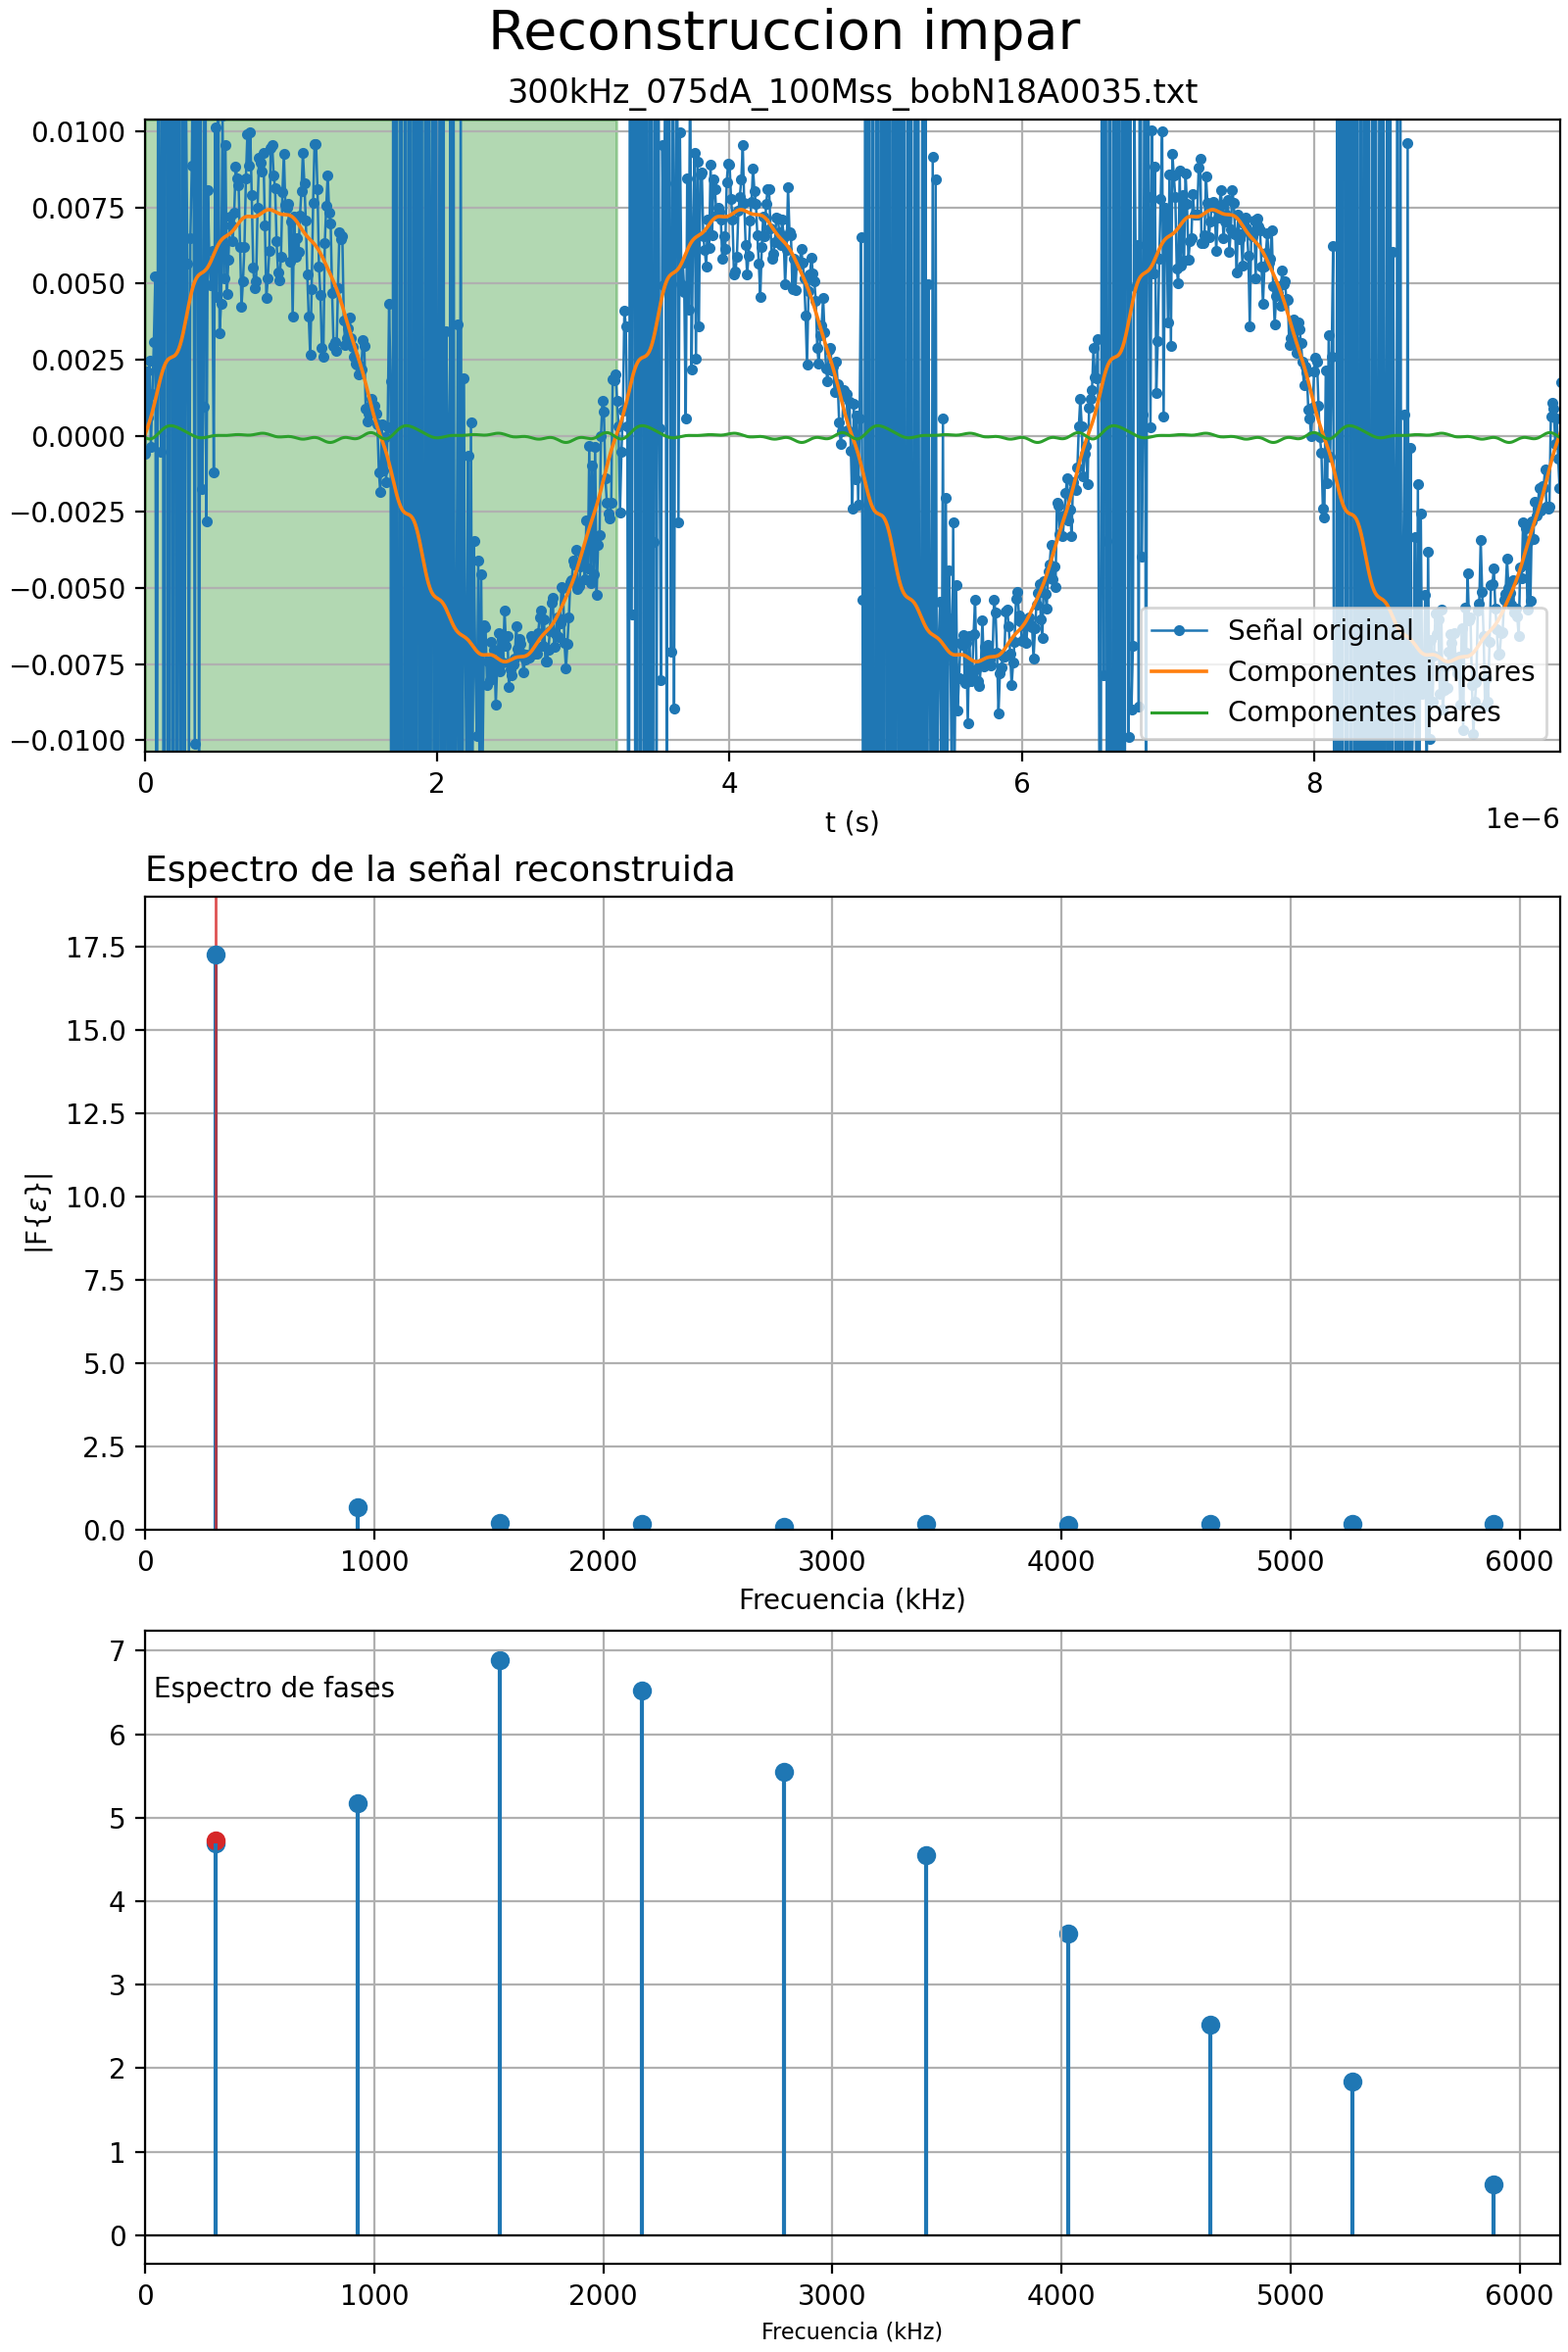 Reconstruccion impar
300kHz_075dA_100Mss_bobN18A0035.txt
0.0100
0.0075
0.0050
0.0025
0.0000
−0.0025
−0.0050
−0.0075
−0.0100
Señal original
Componentes impares
Componentes pares
0 2 4 6 8
1e−6
t (s)
Espectro de la señal reconstruida
17.5
15.0
12.5
10.0
7.5
5.0
2.5
0.0
|F{ε}|
0 1000 2000 3000 4000 5000 6000
Frecuencia (kHz)
7
Espectro de fases
6
5
4
3
2
1
0
0 1000 2000 3000 4000 5000 6000
Frecuencia (kHz)